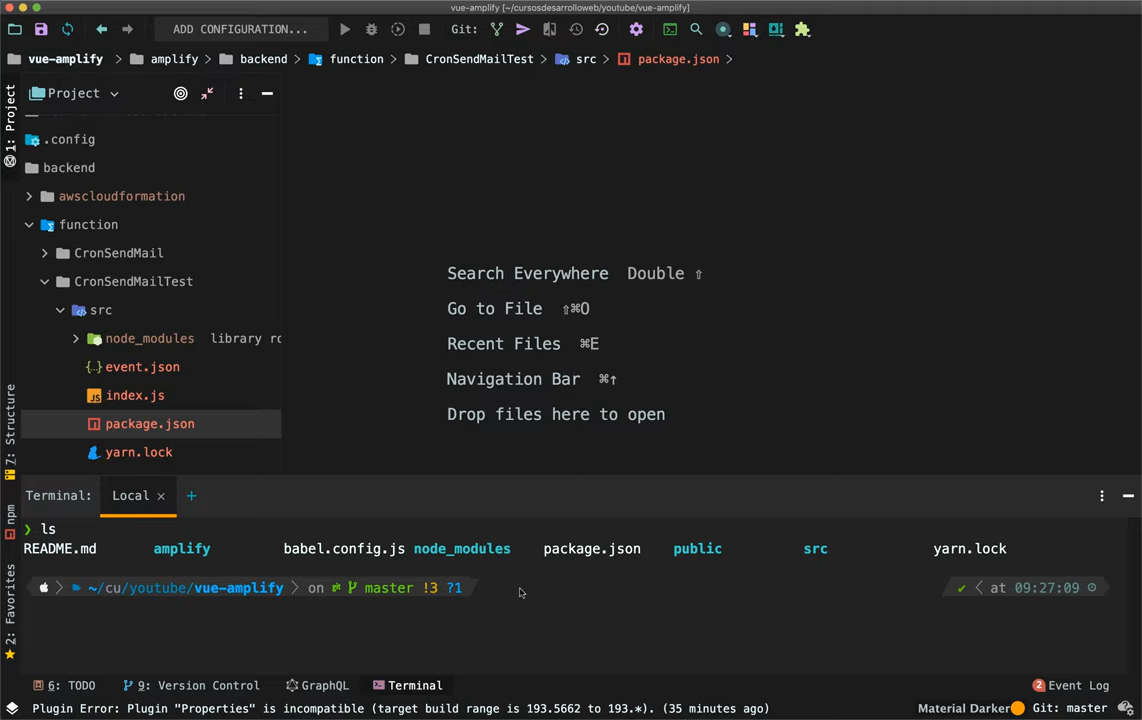 vue-amplify [~/cursosdesarrolloweb/youtube/vue-amplify]
ADD CONFIGURATION...
Git:
vue-amplify
amplify
backend
function
CronSendMailTest
src
package.json
1: Project
Project
.config
backend
awscloudformation
function
CronSendMail
CronSendMailTest
src
node_modules library ro
event.json
index.js
package.json
yarn.lock
Search Everywhere Double ⇧
Go to File ⇧⌘O
Recent Files ⌘E
Navigation Bar ⌘↑
Drop files here to open
7: Structure
npm
2: Favorites
Terminal: Local × +
❯ ls
README.md amplify babel.config.js node_modules package.json public src yarn.lock
~/cu/youtube/vue-amplify on master !3 ?1 ✔ at 09:27:09
6: TODO 9: Version Control GraphQL Terminal 2 Event Log
Plugin Error: Plugin "Properties" is incompatible (target build range is 193.5662 to 193.*). (35 minutes ago) Material Darker Git: master